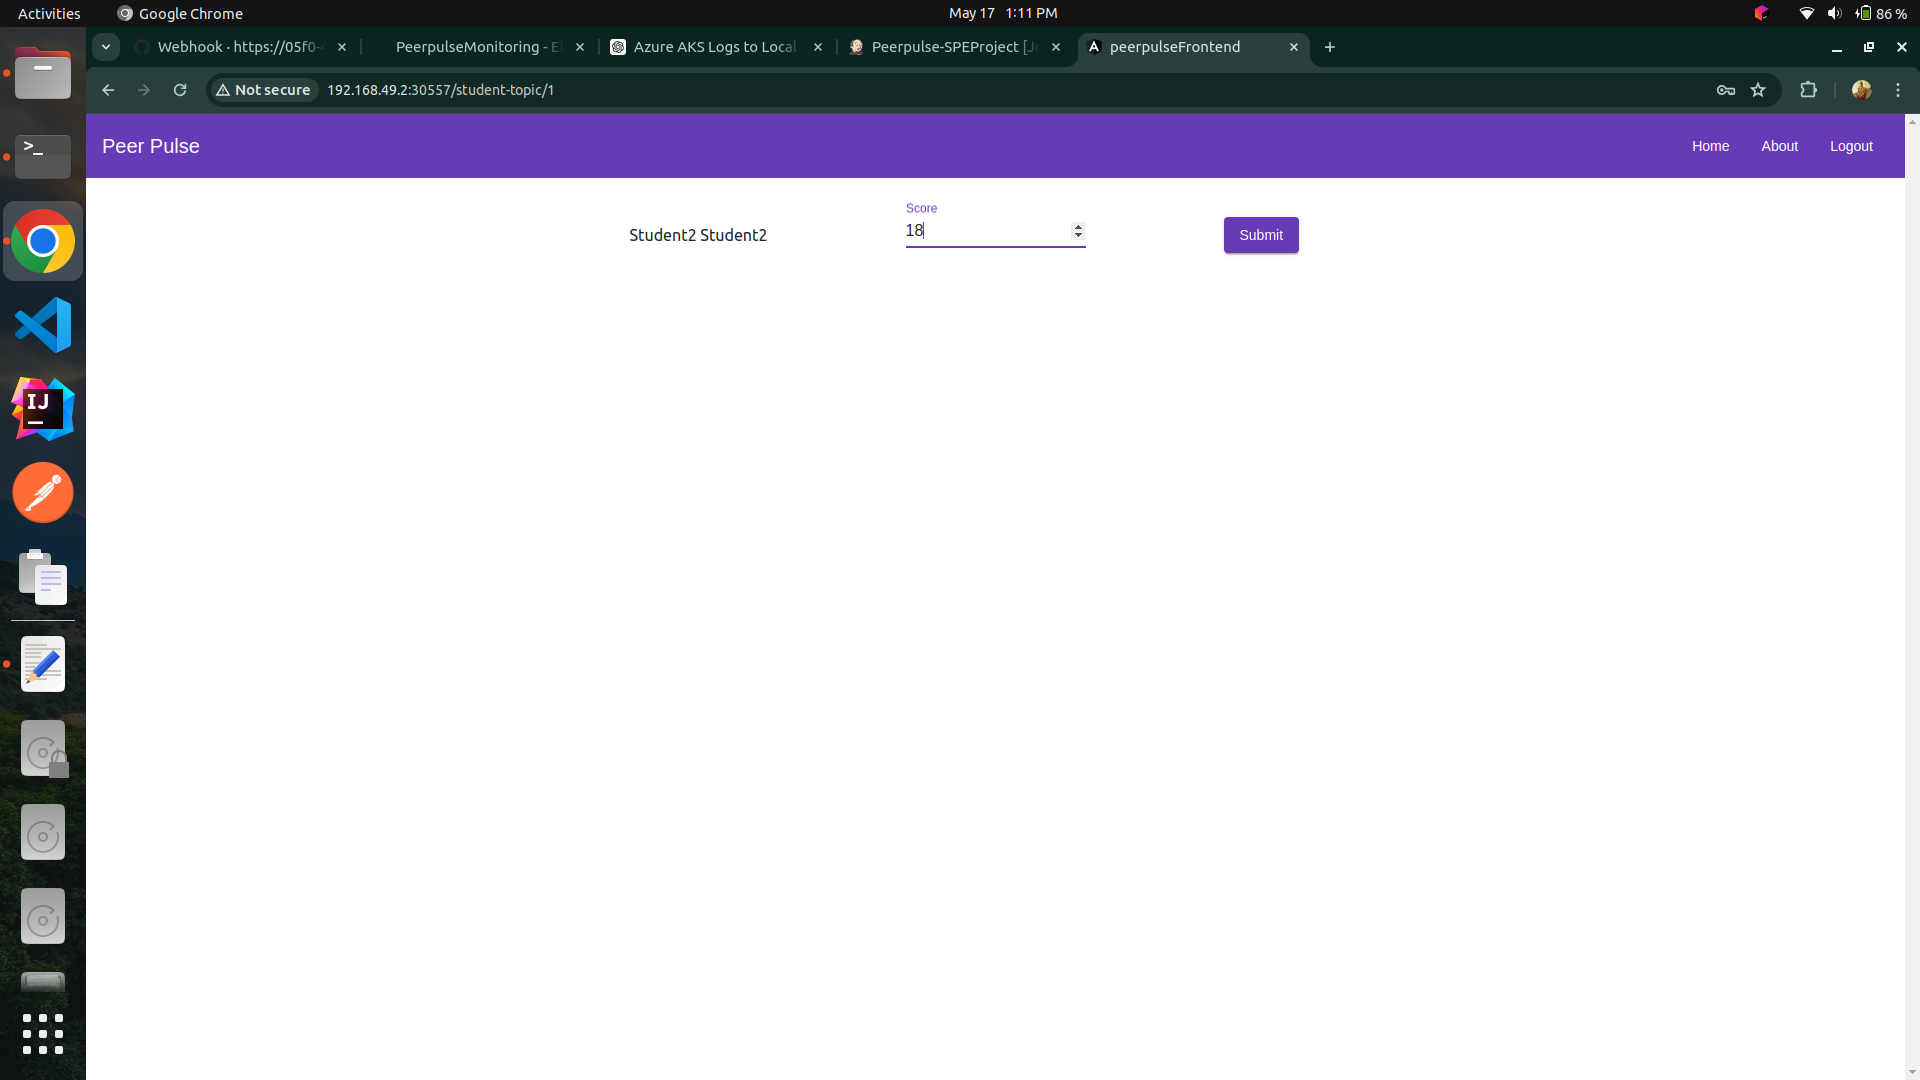 Activities Google Chrome May 17 1:11 PM 86 %
Webhook · https://05f0- PeerpulseMonitoring - El Azure AKS Logs to Local Peerpulse-SPEProject [Je peerpulseFrontend
Not secure 192.168.49.2:30557/student-topic/1
Peer Pulse Home About Logout
Score
Student2 Student2 18 Submit
>_
IJ